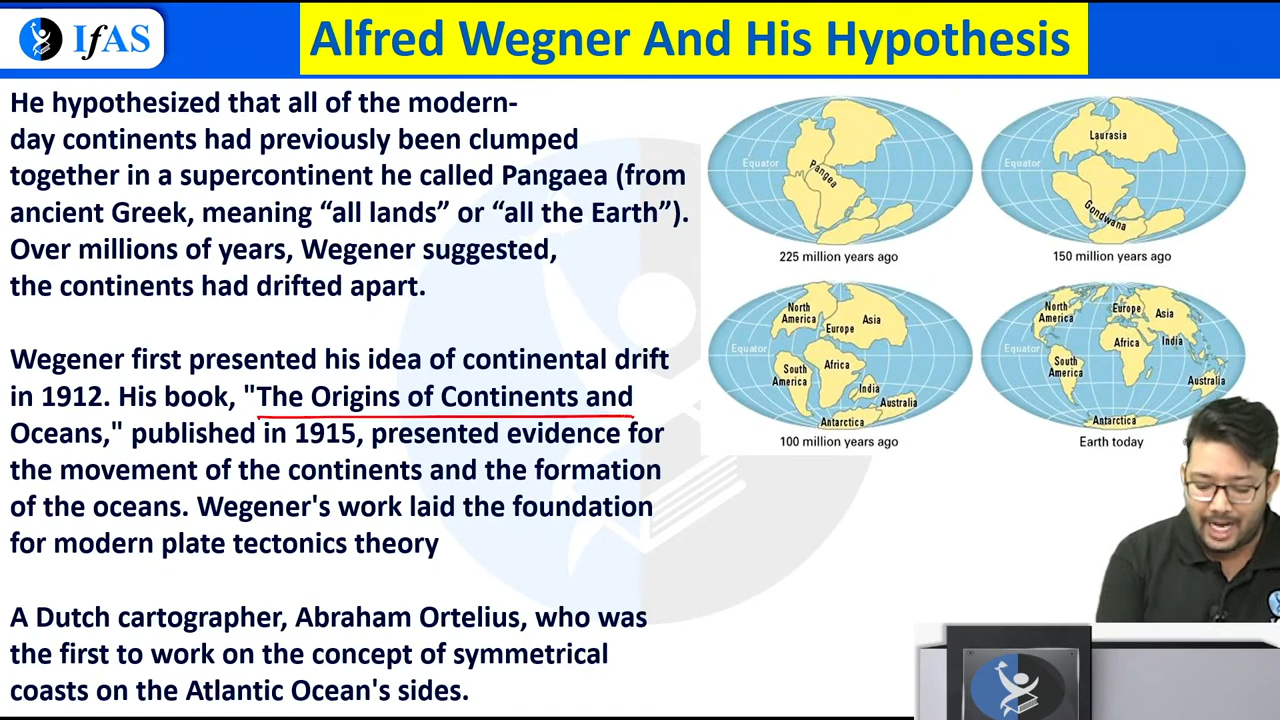 IfAS
Alfred Wegner And His Hypothesis
He hypothesized that all of the modern-
day continents had previously been clumped
together in a supercontinent he called Pangaea (from
ancient Greek, meaning “all lands” or “all the Earth”).
Over millions of years, Wegener suggested,
the continents had drifted apart.
Wegener first presented his idea of continental drift
in 1912. His book, "The Origins of Continents and
Oceans," published in 1915, presented evidence for
the movement of the continents and the formation
of the oceans. Wegener's work laid the foundation
for modern plate tectonics theory
A Dutch cartographer, Abraham Ortelius, who was
the first to work on the concept of symmetrical
coasts on the Atlantic Ocean's sides.
Equator
Pangea
225 million years ago
Laurasia
Equator
Gondwana
150 million years ago
North
America
Asia
Europe
Equator
Africa
South
America
India
Australia
Antarctica
100 million years ago
North
America
Europe
Asia
Equator
Africa
India
South
America
Australia
Antarctica
Earth today